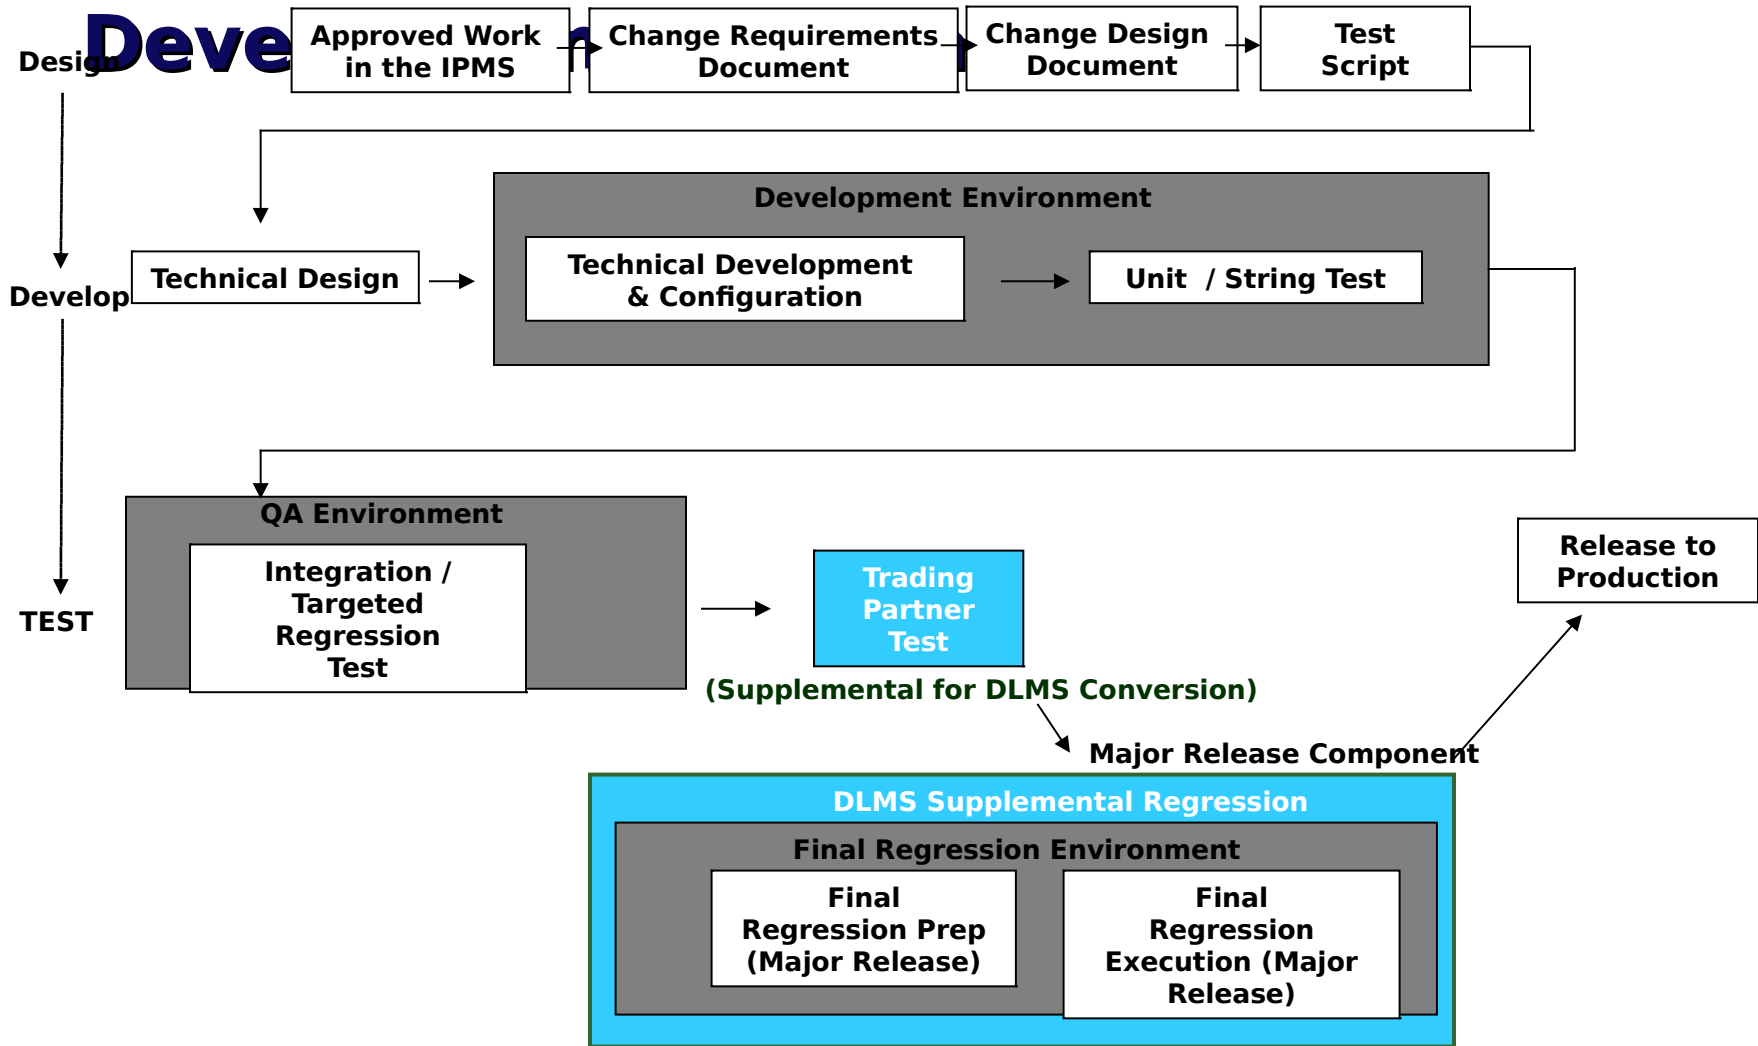 Design
Approved Work
in the IPMS
Change Requirements
Document
Change Design
Document
Test
Script
Development Environment
Technical Design
Technical Development
& Configuration
Unit / String Test
Develop
QA Environment
Integration /
Targeted
Regression
Test
TEST
Trading
Partner
Test
Release to
Production
(Supplemental for DLMS Conversion)
Major Release Component
DLMS Supplemental Regression
Final Regression Environment
Final
Regression Prep
(Major Release)
Final
Regression
Execution (Major
Release)